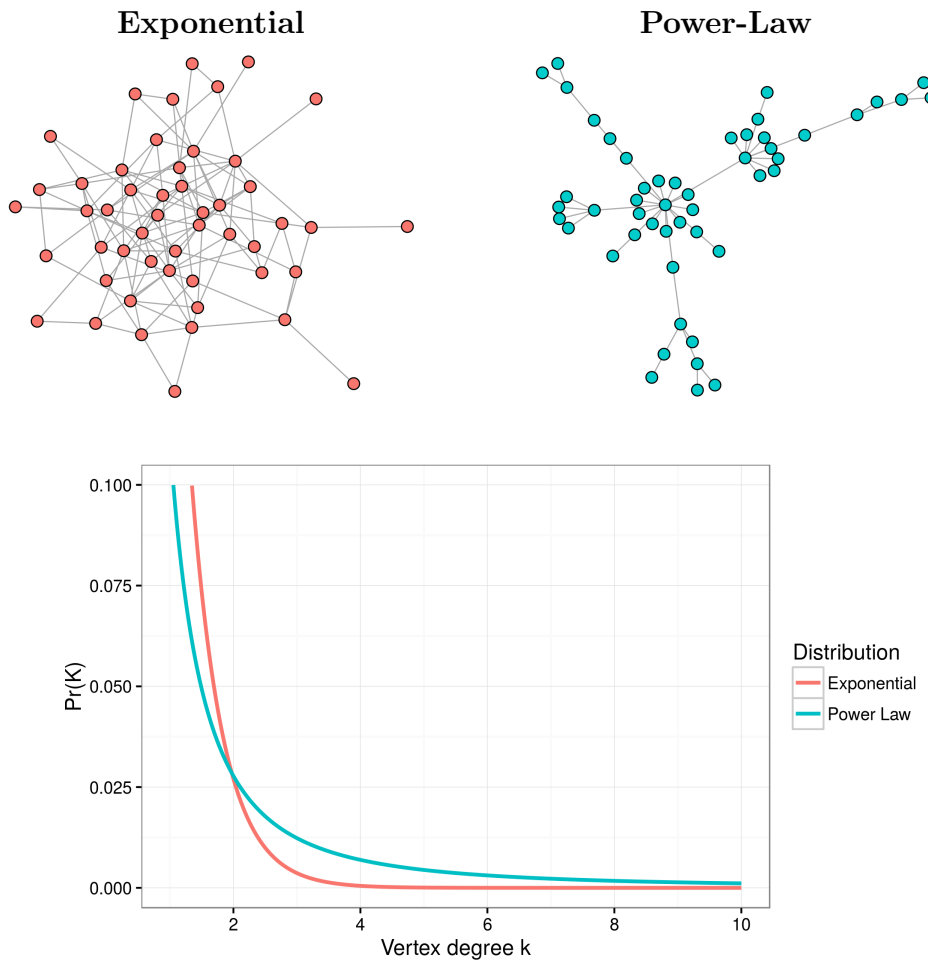 Exponential
Power-Law
0.100
0.075
0.050
0.025
0.000
Pr(K)
2 4 6 8 10
Vertex degree k
Distribution
Exponential
Power Law